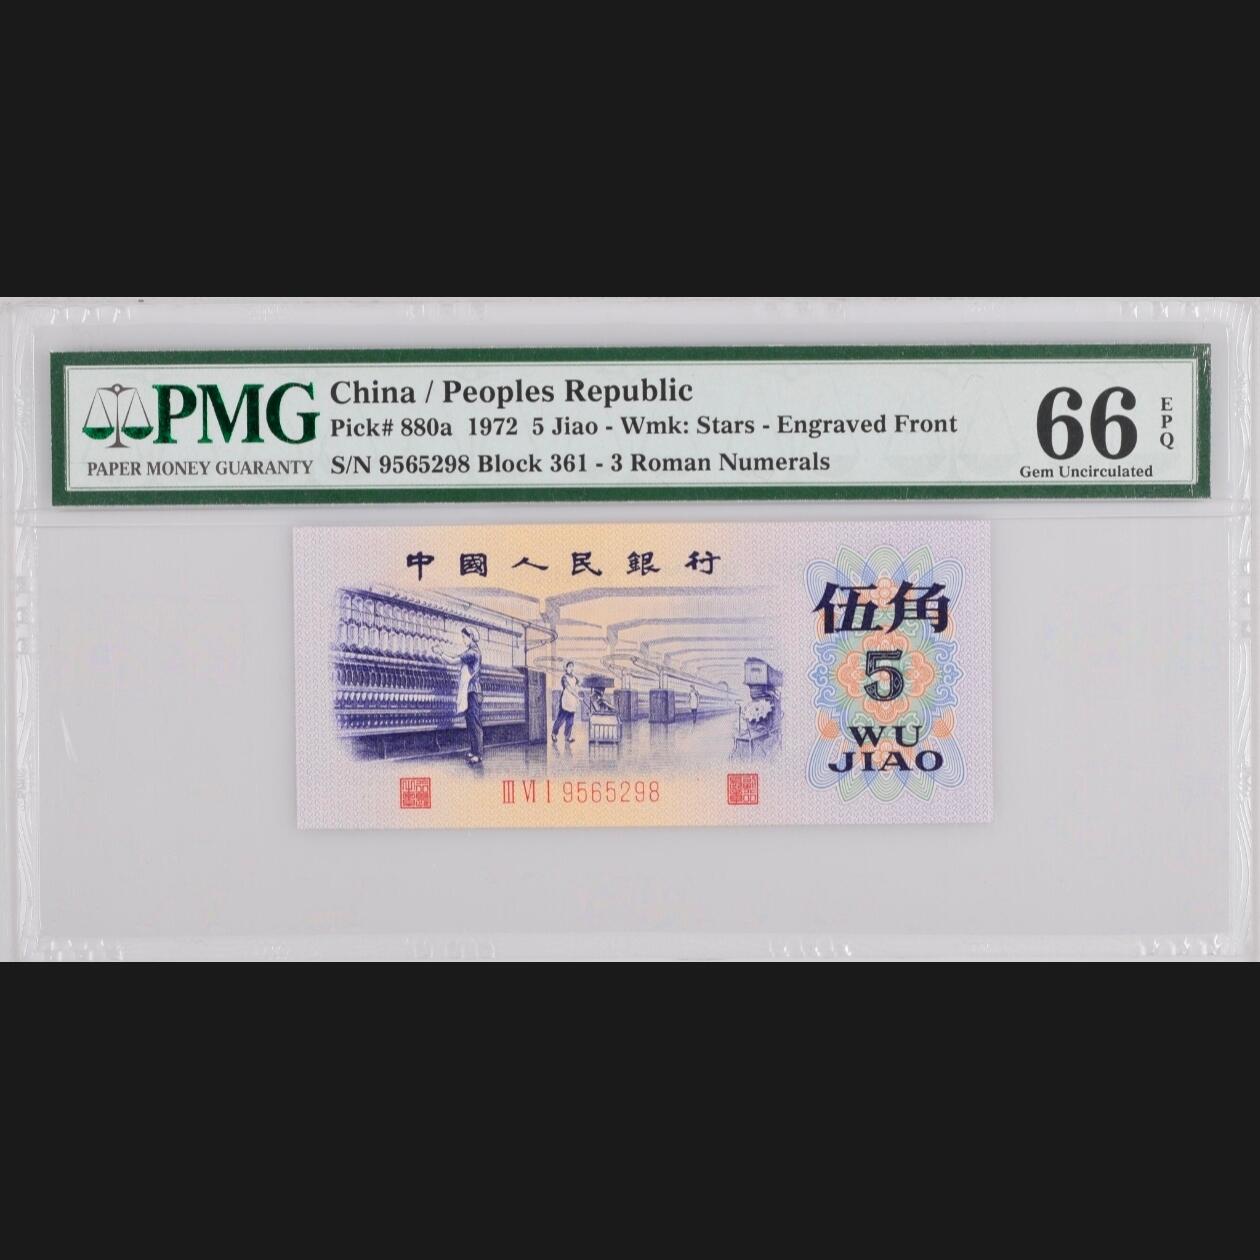 PMG
PAPER MONEY GUARANTY
China / Peoples Republic
Pick# 880a 1972 5 Jiao - Wmk: Stars - Engraved Front
S/N 9565298 Block 361 - 3 Roman Numerals
66
EPQ
Gem Uncirculated
中國人民銀行
伍角
5
WU
JIAO
III VI I 9565298